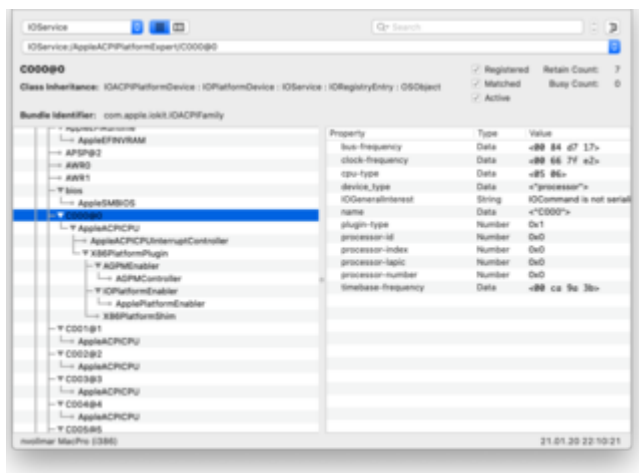 IOService
Search
IOService:/AppleACPIPlatformExpert/C000@0
C000@0
Class Inheritance: IOACPIPlatformDevice : IOPlatformDevice : IOService : IORegistryEntry : OSObject
Bundle Identifier: com.apple.iokit.IOACPIFamily
Registered
Matched
Active
Retain Count: 7
Busy Count: 0
AppleEFIRuntime
AppleEFINVRAM
APSP@2
AWR0
AWR1
bios
AppleSMBIOS
C000@0
AppleACPICPU
AppleACPICPUInterruptController
X86PlatformPlugin
AGPMEnabler
AGPMController
IOPlatformEnabler
ApplePlatformEnabler
X86PlatformShim
C001@1
AppleACPICPU
C002@2
AppleACPICPU
C003@3
AppleACPICPU
C004@4
AppleACPICPU
C005@5
Property Type Value
bus-frequency Data <00 84 d7 17>
clock-frequency Data <00 66 7f e2>
cpu-type Data <05 06>
device_type Data <"processor">
IOGeneralInterest String IOCommand is not seriali
name Data <"C000">
plugin-type Number 0x1
processor-id Number 0x0
processor-index Number 0x0
processor-lapic Number 0x0
processor-number Number 0x0
timebase-frequency Data <00 ca 9a 3b>
nvollmar MacPro (i386)
21.01.20 22:10:21